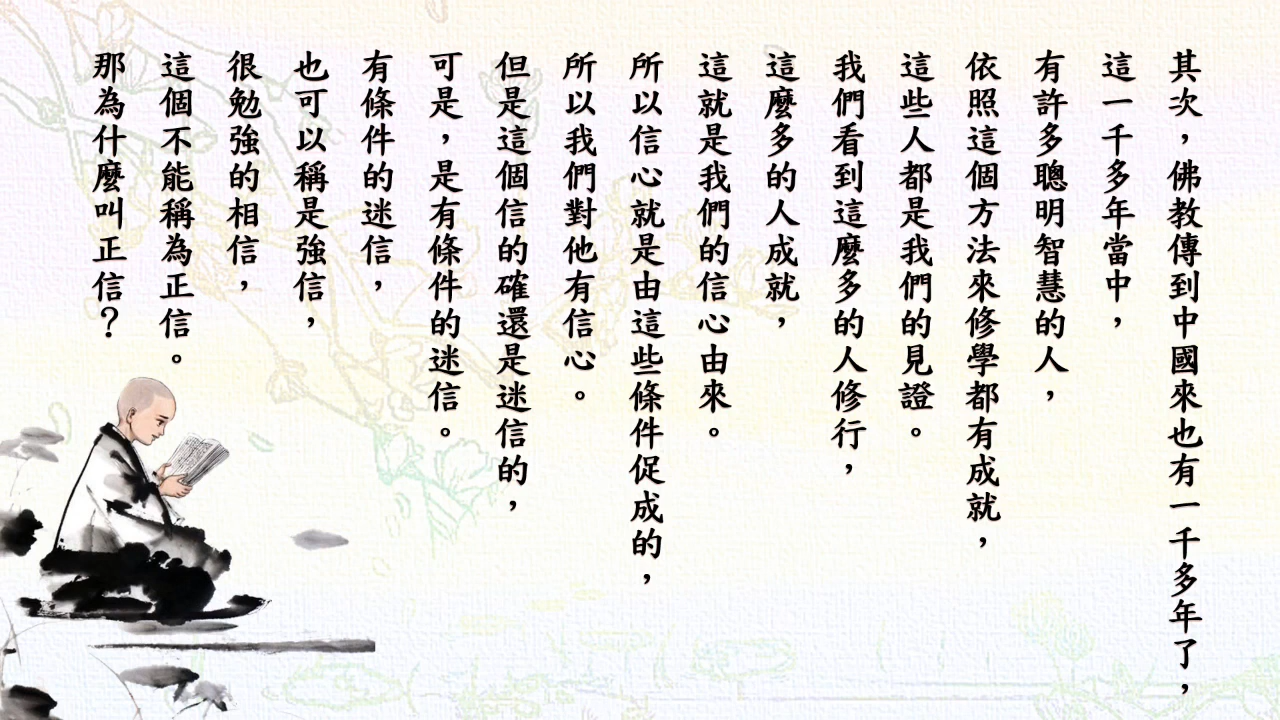 其次，佛教傳到中國來也有一千多年了，
這一千多年當中，
有許多聰明智慧的人，
依照這個方法來修學都有成就，
這些人都是我們的見證。
我們看到這麼多的人修行，
這麼多的人成就，
這就是我們的信心由來。
所以信心就是由這些條件促成的，
所以我們對他有信心。
但是這個信的確還是迷信的，
可是，是有條件的迷信。
有條件的迷信，
也可以稱是強信，
很勉強的相信，
這個不能稱為正信。
那為什麼叫正信？